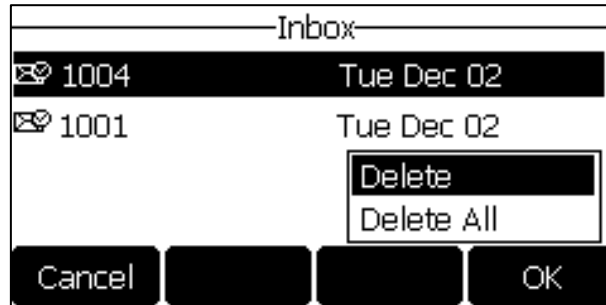 Inbox
1004 Tue Dec 02
1001 Tue Dec 02
Delete
Delete All
Cancel OK